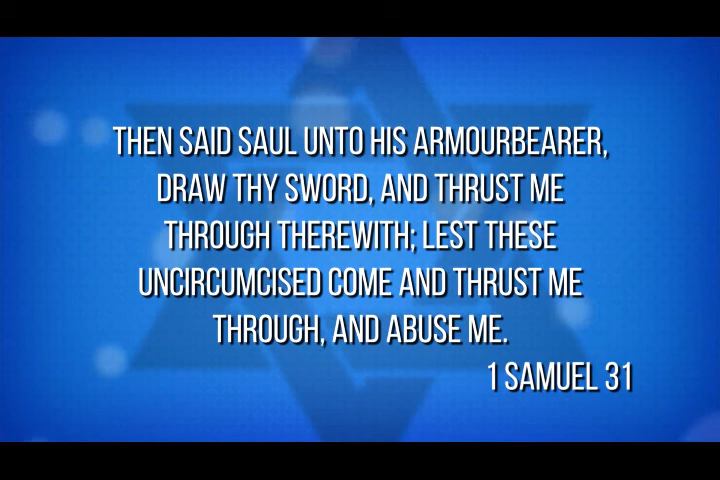 THEN SAID SAUL UNTO HIS ARMOURBEARER,
DRAW THY SWORD, AND THRUST ME
THROUGH THEREWITH; LEST THESE
UNCIRCUMCISED COME AND THRUST ME
THROUGH, AND ABUSE ME.
1 SAMUEL 31